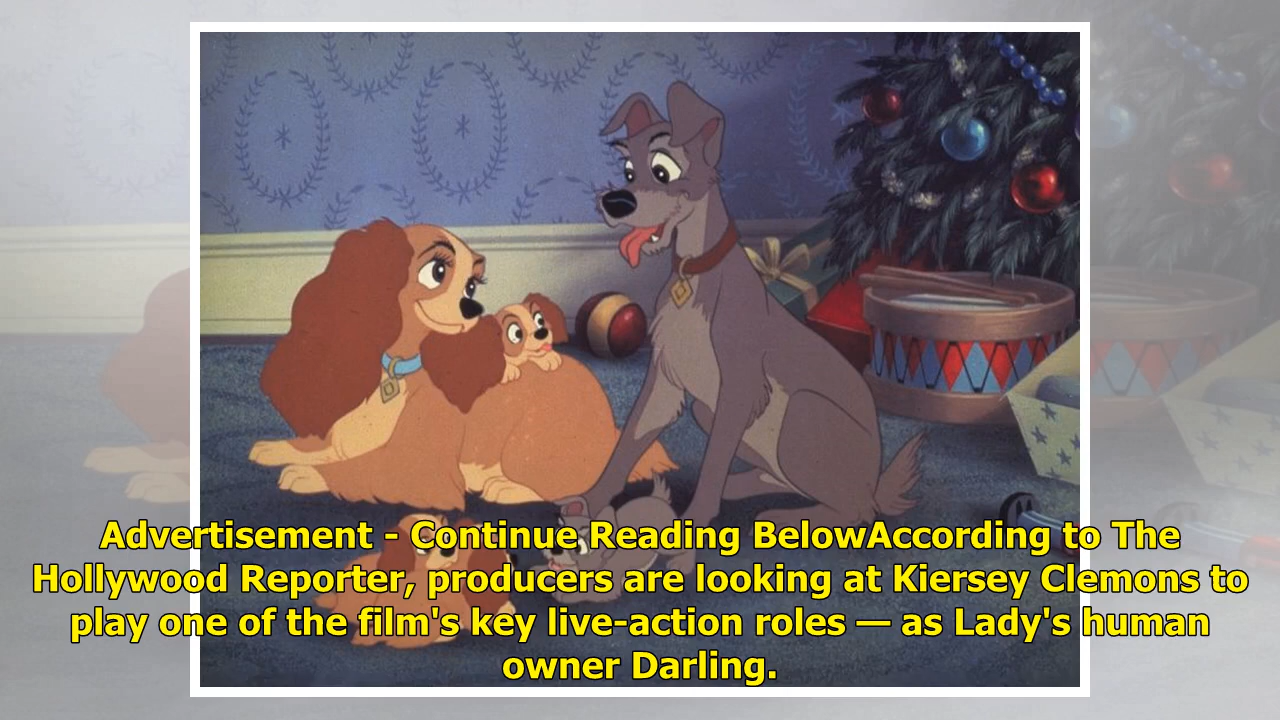 Advertisement - Continue Reading BelowAccording to The
Hollywood Reporter, producers are looking at Kiersey Clemons to
play one of the film's key live-action roles — as Lady's human
owner Darling.